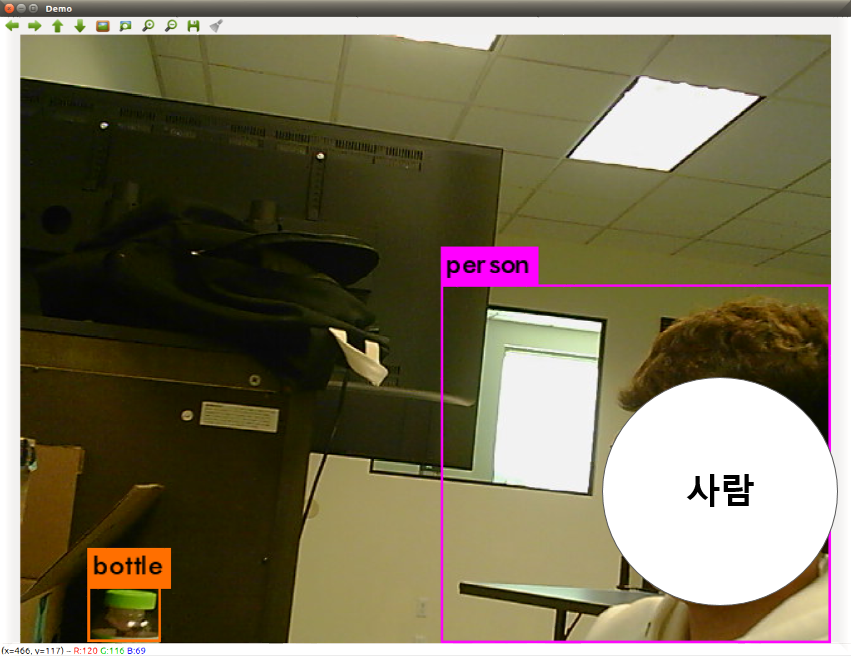 Demo
person
사람
bottle
(x=466, y=117) ~ R:120 G:116 B:69